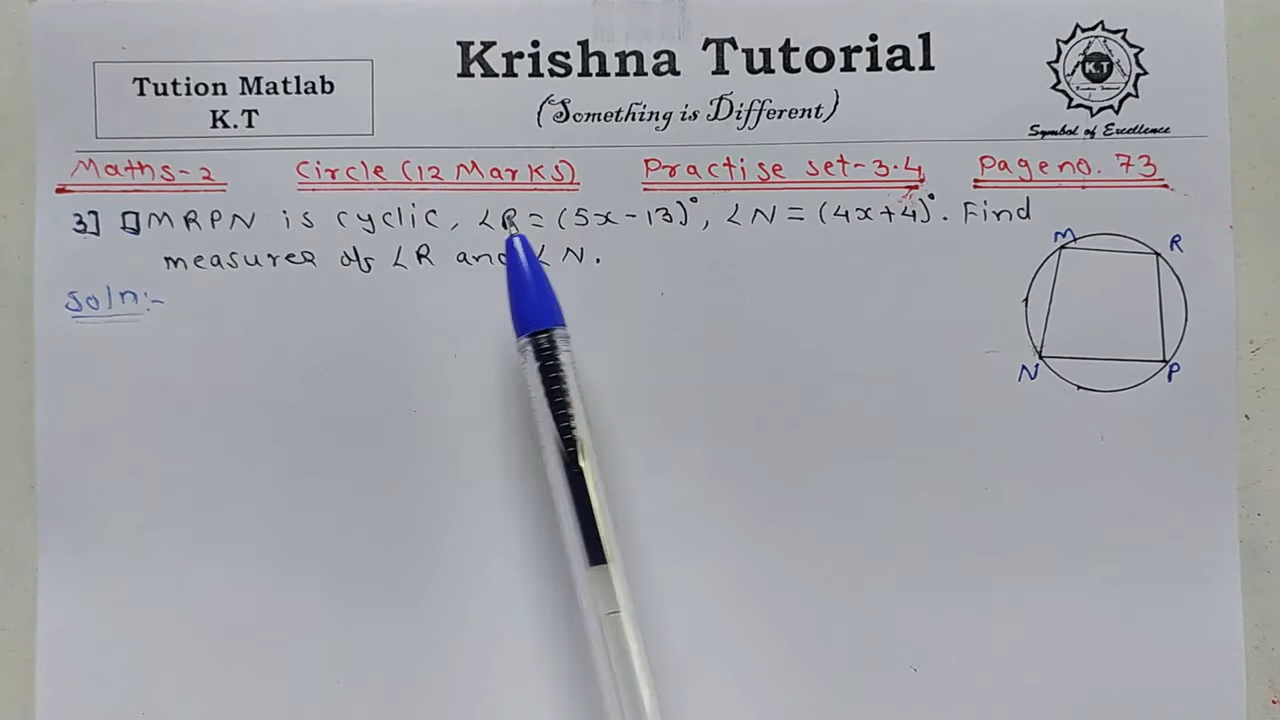 Tution Matlab
K.T
Krishna Tutorial
(Something is Different)
K.T
Symbol of Excellence
Maths-2 Circle (12 Marks) Practise set-3.4 Page no. 73
3] □MRPN is cyclic, ∠R = (5x-13)°, ∠N = (4x+4)°. Find
measures of ∠R and ∠N.
Soln:-
M
R
N
P